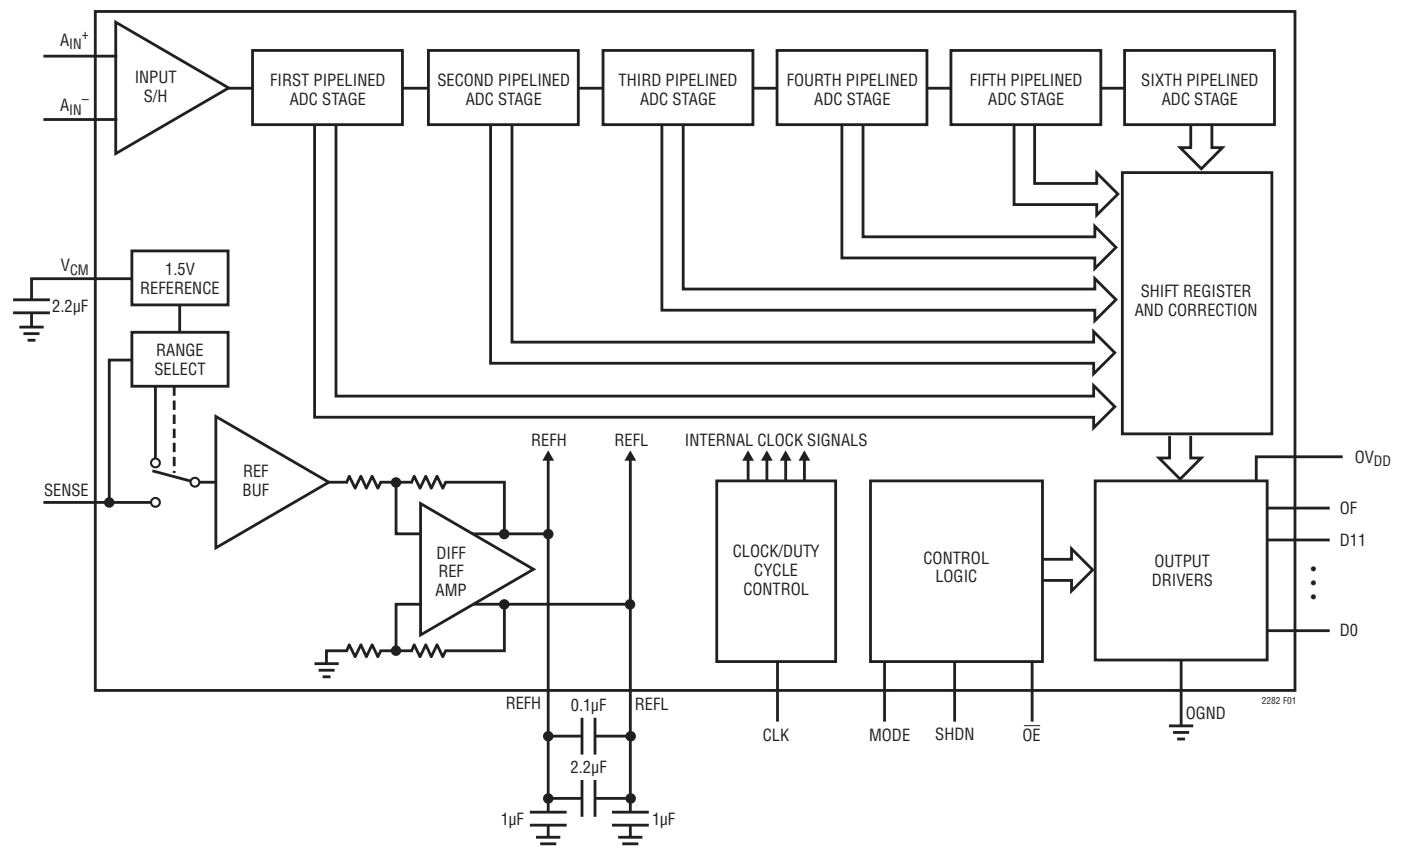 AIN+
INPUT
S/H
AIN–
FIRST PIPELINED
ADC STAGE
SECOND PIPELINED
ADC STAGE
THIRD PIPELINED
ADC STAGE
FOURTH PIPELINED
ADC STAGE
FIFTH PIPELINED
ADC STAGE
SIXTH PIPELINED
ADC STAGE
VCM
2.2µF
1.5V
REFERENCE
RANGE
SELECT
SHIFT REGISTER
AND CORRECTION
SENSE
REF
BUF
DIFF
REF
AMP
REFH
REFL
INTERNAL CLOCK SIGNALS
CLOCK/DUTY
CYCLE
CONTROL
CONTROL
LOGIC
OUTPUT
DRIVERS
OVDD
OF
D11
D0
REFH
0.1µF
REFL
2.2µF
1µF
1µF
CLK
MODE
SHDN
OE
OGND
2282 F01